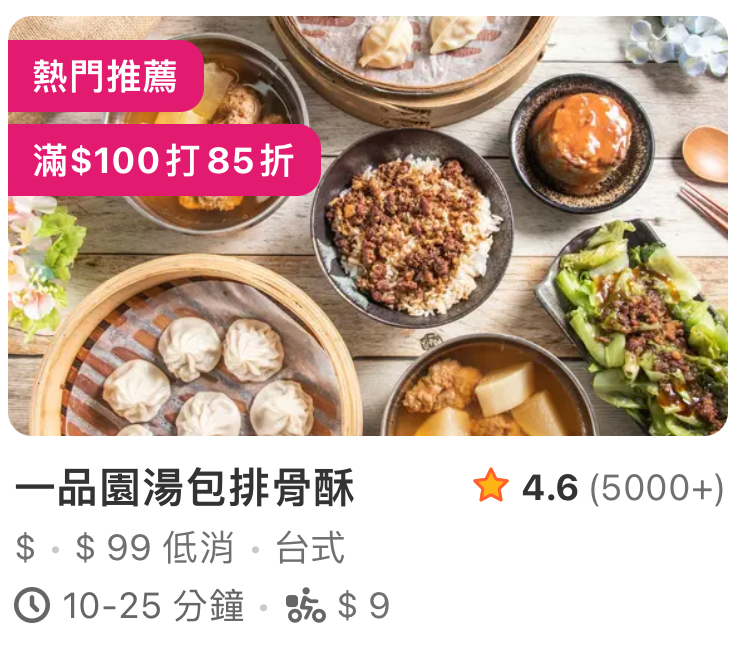 熱門推薦
滿$100打85折
一品園湯包排骨酥 4.6 (5000+)
$ • $ 99 低消 • 台式
10-25 分鐘 • $ 9